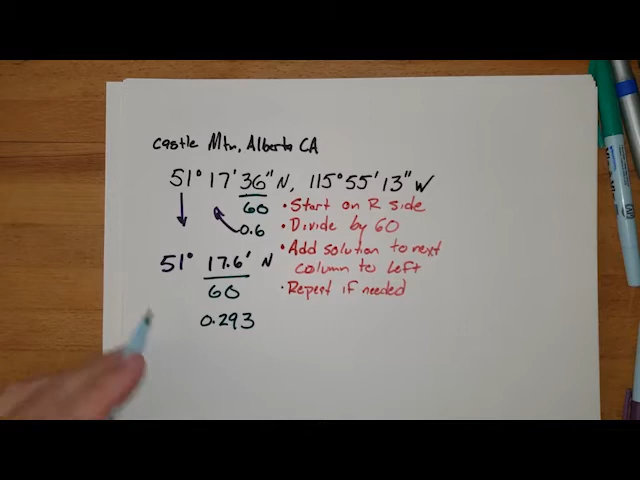 Castle Mtn, Alberta CA
51° 17' 36" N, 115° 55' 13" W
60
0.6
• Start on R side
• Divide by 60
• Add solution to next
column to left
• Repeat if needed
51° 17.6' N
60
0.293